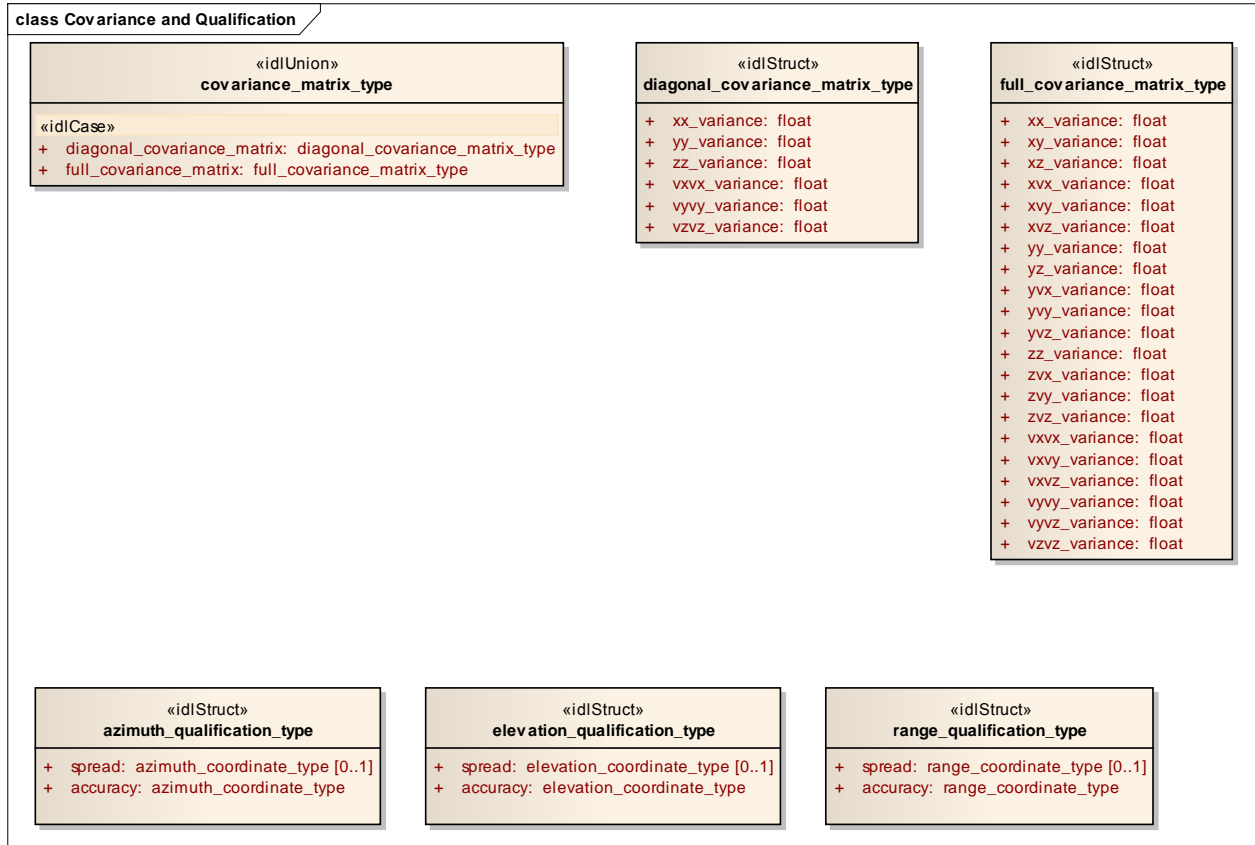 class Covariance and Qualification
«idlUnion»
covariance_matrix_type
«idlCase»
+ diagonal_covariance_matrix: diagonal_covariance_matrix_type
+ full_covariance_matrix: full_covariance_matrix_type
«idlStruct»
diagonal_covariance_matrix_type
+ xx_variance: float
+ yy_variance: float
+ zz_variance: float
+ vxvx_variance: float
+ vyvy_variance: float
+ vzvz_variance: float
«idlStruct»
full_covariance_matrix_type
+ xx_variance: float
+ xy_variance: float
+ xz_variance: float
+ xvx_variance: float
+ xvy_variance: float
+ xvz_variance: float
+ yy_variance: float
+ yz_variance: float
+ yvx_variance: float
+ yvy_variance: float
+ yvz_variance: float
+ zz_variance: float
+ zvx_variance: float
+ zvy_variance: float
+ zvz_variance: float
+ vxvx_variance: float
+ vxvy_variance: float
+ vxvz_variance: float
+ vyvy_variance: float
+ vyvz_variance: float
+ vzvz_variance: float
«idlStruct»
azimuth_qualification_type
+ spread: azimuth_coordinate_type [0..1]
+ accuracy: azimuth_coordinate_type
«idlStruct»
elevation_qualification_type
+ spread: elevation_coordinate_type [0..1]
+ accuracy: elevation_coordinate_type
«idlStruct»
range_qualification_type
+ spread: range_coordinate_type [0..1]
+ accuracy: range_coordinate_type